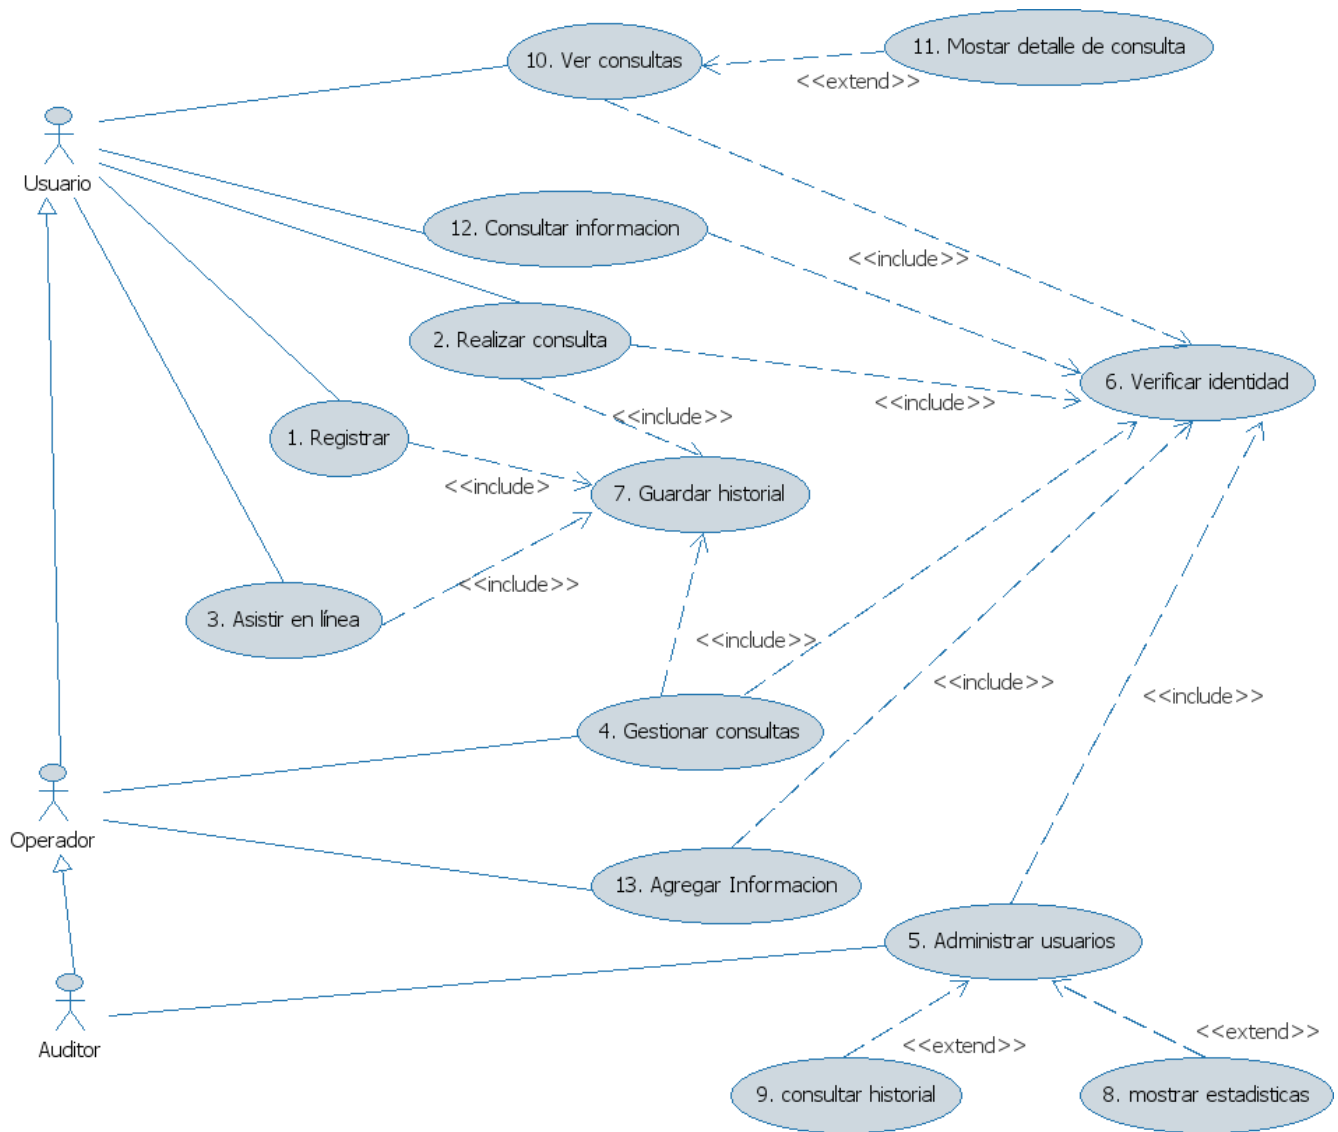 11. Mostar detalle de consulta
10. Ver consultas
<<extend>>
Usuario
12. Consultar informacion
<<include>>
2. Realizar consulta
6. Verificar identidad
<<include>>
<<include>>
1. Registrar
<<include>
7. Guardar historial
<<include>>
3. Asistir en línea
<<include>>
<<include>>
<<include>>
4. Gestionar consultas
Operador
13. Agregar Informacion
5. Administrar usuarios
<<extend>>
<<extend>>
Auditor
9. consultar historial
8. mostrar estadisticas